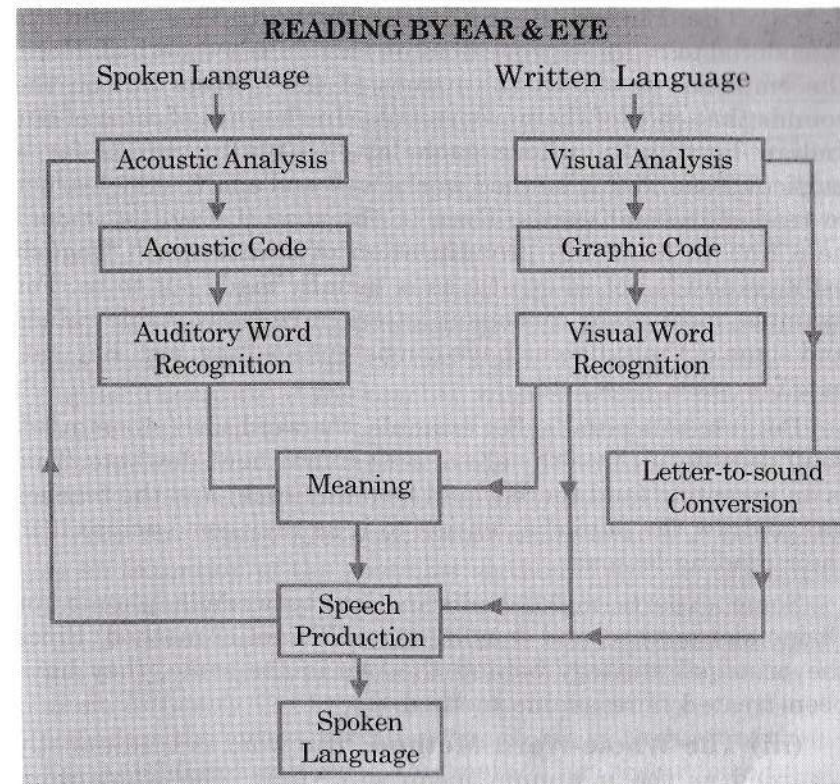 READING BY EAR & EYE
Spoken Language
Written Language
Acoustic Analysis
Visual Analysis
Acoustic Code
Graphic Code
Auditory Word
Recognition
Visual Word
Recognition
Meaning
Letter-to-sound
Conversion
Speech
Production
Spoken
Language